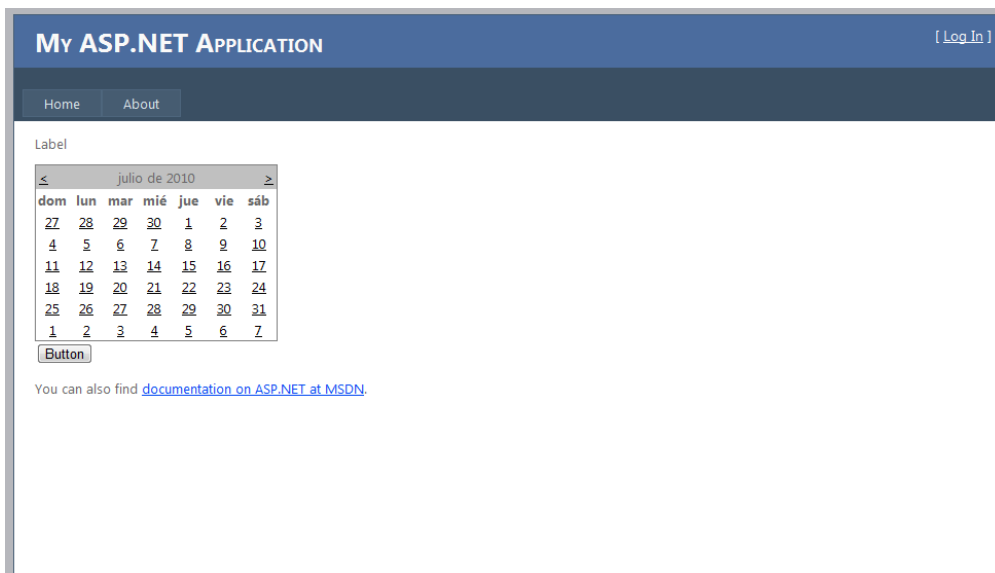 My ASP.NET Application
[ Log In ]
Home About
Label
< julio de 2010 >
dom lun mar mié jue vie sáb
27 28 29 30 1 2 3
4 5 6 7 8 9 10
11 12 13 14 15 16 17
18 19 20 21 22 23 24
25 26 27 28 29 30 31
1 2 3 4 5 6 7
Button
You can also find documentation on ASP.NET at MSDN.